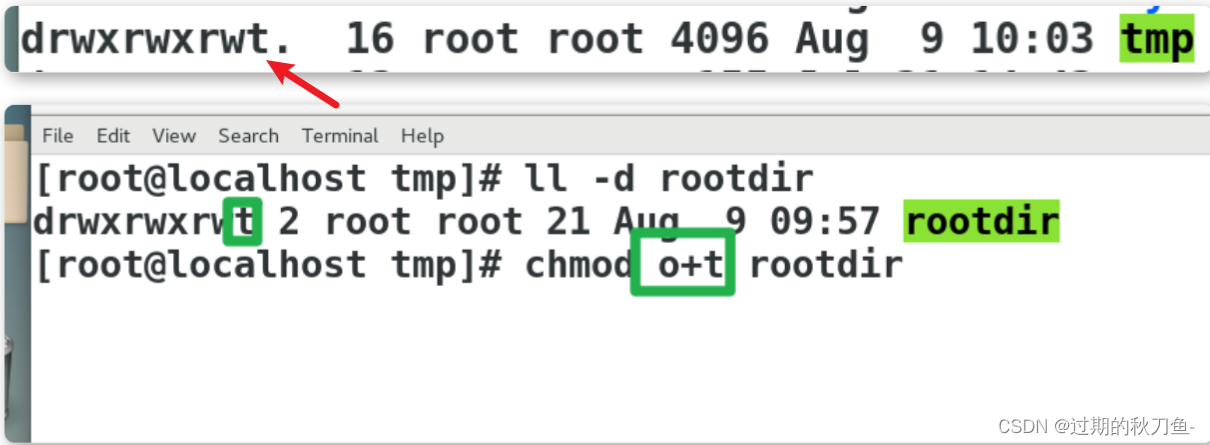 drwxrwxrwt. 16 root root 4096 Aug 9 10:03 tmp
File Edit View Search Terminal Help
[root@localhost tmp]# ll -d rootdir
drwxrwxrwt 2 root root 21 Aug 9 09:57 rootdir
[root@localhost tmp]# chmod o+t rootdir
CSDN @过期的秋刀鱼-